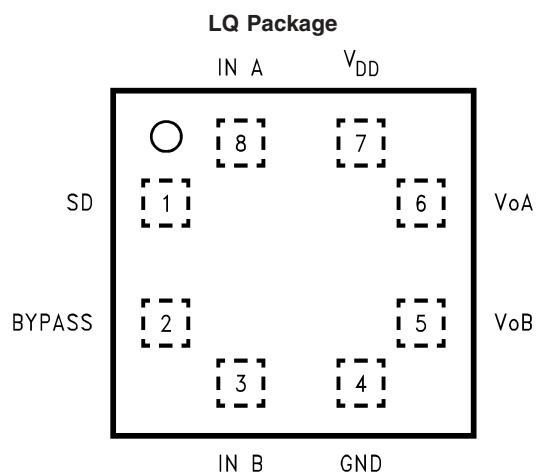 LQ Package
IN A VDD
8 7
SD 1 6 VoA
BYPASS 2 5 VoB
3 4
IN B GND